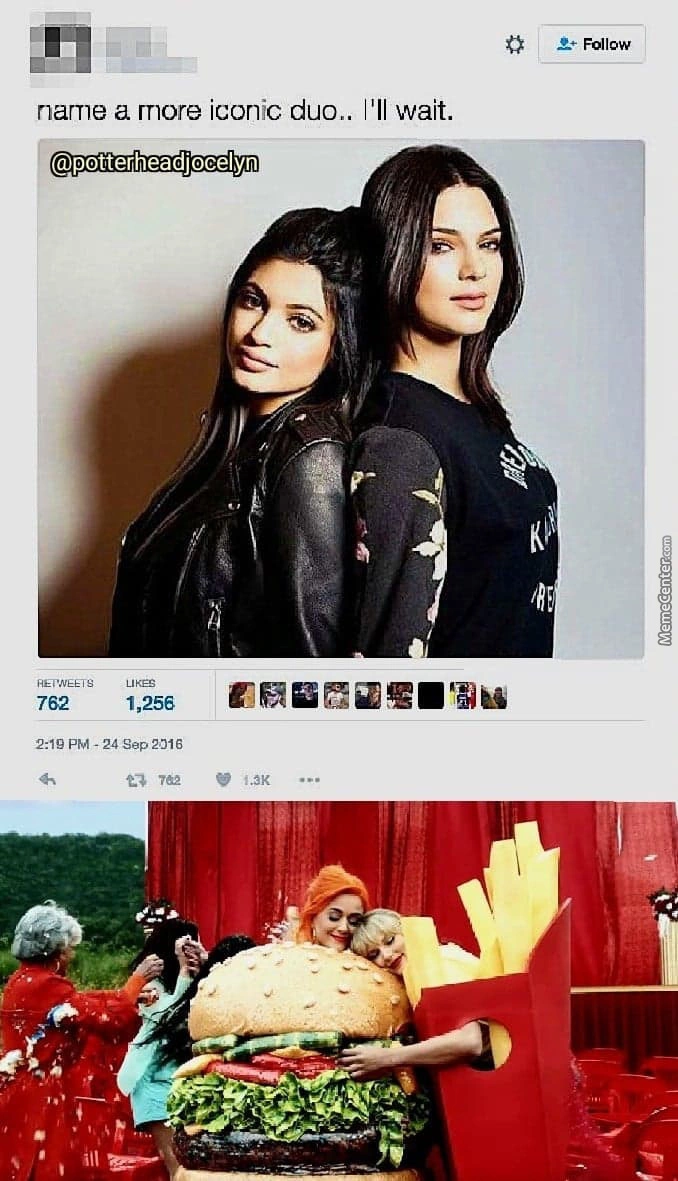 Follow
name a more iconic duo.. I'll wait.
@potterheadjocelyn
MemeCenter.com
RETWEETS LIKES
762 1,256
2:19 PM - 24 Sep 2016
762 1.3K